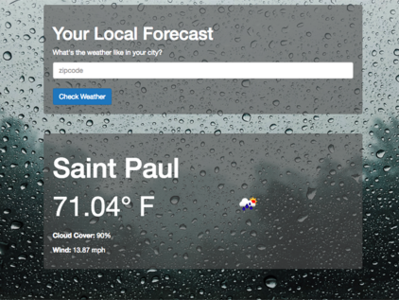 Your Local Forecast
What's the weather like in your city?
zipcode
Check Weather
Saint Paul
71.04° F
Cloud Cover: 90%
Wind: 13.87 mph